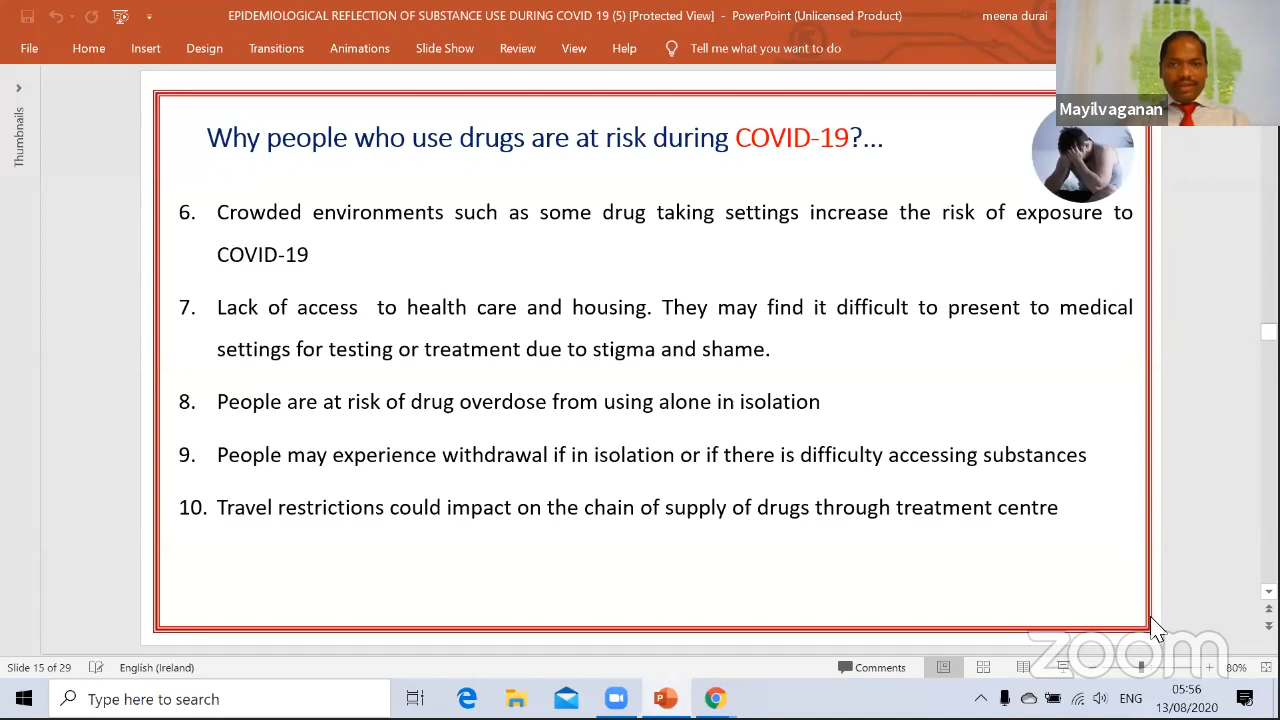 EPIDEMIOLOGICAL REFLECTION OF SUBSTANCE USE DURING COVID 19 (5) [Protected View] - PowerPoint (Unlicensed Product)
meena durai
File Home Insert Design Transitions Animations Slide Show Review View Help Tell me what you want to do
Mayilvaganan
Thumbnails
Why people who use drugs are at risk during COVID-19?...
6. Crowded environments such as some drug taking settings increase the risk of exposure to
COVID-19
7. Lack of access to health care and housing. They may find it difficult to present to medical
settings for testing or treatment due to stigma and shame.
8. People are at risk of drug overdose from using alone in isolation
9. People may experience withdrawal if in isolation or if there is difficulty accessing substances
10. Travel restrictions could impact on the chain of supply of drugs through treatment centre
zoom
Slide 15 of 29 English (Ireland) Comments 80%
Type here to search
ENG
05:56
13/08/2020